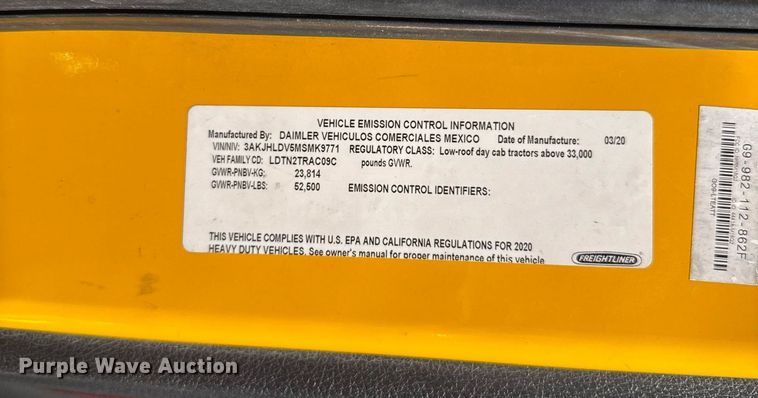 VEHICLE EMISSION CONTROL INFORMATION
Manufactured By: DAIMLER VEHICULOS COMERCIALES MEXICO Date of Manufacture: 03/20
VIN/NIV: 3AKJHLDV5MSMK9771 REGULATORY CLASS: Low-roof day cab tractors above 33,000
VEH FAMILY CD: LDTN2TRAC09C pounds GVWR.
GVWR-PNBV-KG: 23,814
GVWR-PNBV-LBS: 52,500 EMISSION CONTROL IDENTIFIERS:
THIS VEHICLE COMPLIES WITH U.S. EPA AND CALIFORNIA REGULATIONS FOR 2020
HEAVY DUTY VEHICLES. See owner's manual for proper maintenance of this vehicle
FREIGHTLINER
G9-982-112-862F
Purple Wave Auction